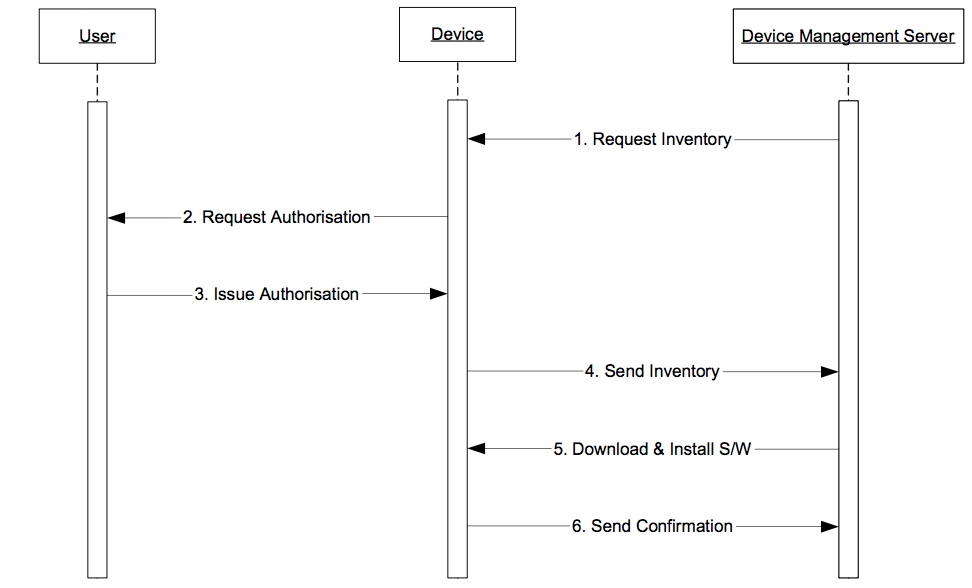 User
Device
Device Management Server
1. Request Inventory
2. Request Authorisation
3. Issue Authorisation
4. Send Inventory
5. Download & Install S/W
6. Send Confirmation